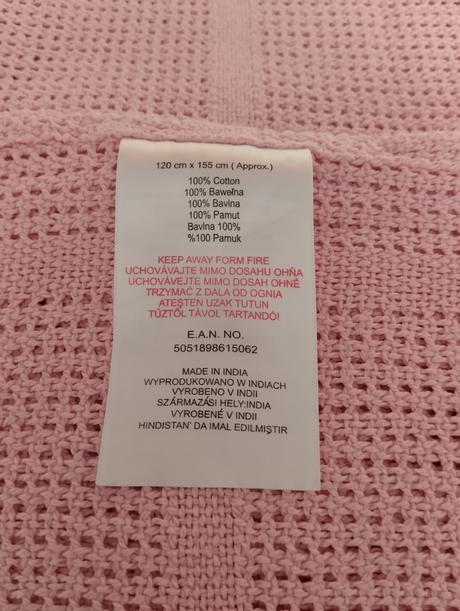 120 cm x 155 cm ( Approx.)
100% Cotton
100% Bawełna
100% Bavlna
100% Pamut
Bavlna 100%
%100 Pamuk
KEEP AWAY FORM FIRE
UCHOVÁVAJTE MIMO DOSAHU OHŇA
UCHOVÁVEJTE MIMO DOSAH OHNĚ
TRZYMAĆ Z DALA OD OGNIA
ATEŞTEN UZAK TUTUN
TŰZTŐL TÁVOL TARTANDÓ!
E.A.N. NO.
5051898615062
MADE IN INDIA
WYPRODUKOWANO W INDIACH
VYROBENO V INDII
SZÁRMAZÁSI HELY:INDIA
VYROBENÉ V INDII
HINDISTAN' DA IMAL EDILMIŞTIR